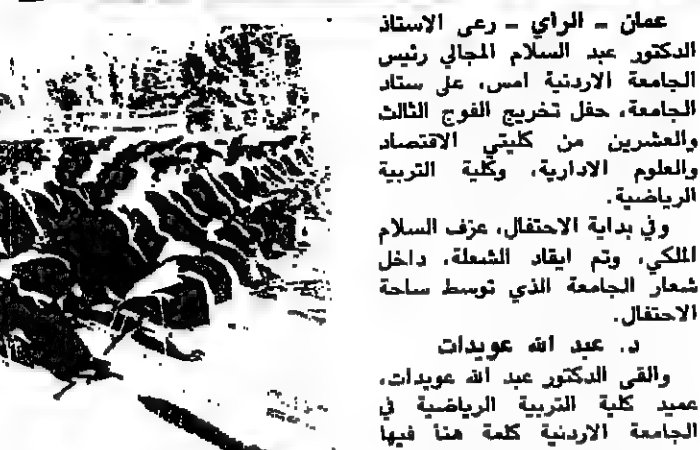 عمان - الراي - رعى الاستاذ
الدكتور عبد السلام المجالي رئيس
الجامعة الاردنية امس، على ستاد
الجامعة، حفل تخريج الفوج الثالث
والعشرين من كليتي الاقتصاد
والعلوم الادارية، وكلية التربية
الرياضية.
وفي بداية الاحتفال، عزف السلام
الملكي، وتم ايقاد الشعلة، داخل
شعار الجامعة الذي توسط ساحة
الاحتفال.
د. عبد الله عويدات
والقى الدكتور عبد الله عويدات،
عميد كلية التربية الرياضية في
الجامعة الاردنية كلمة هنأ فيها